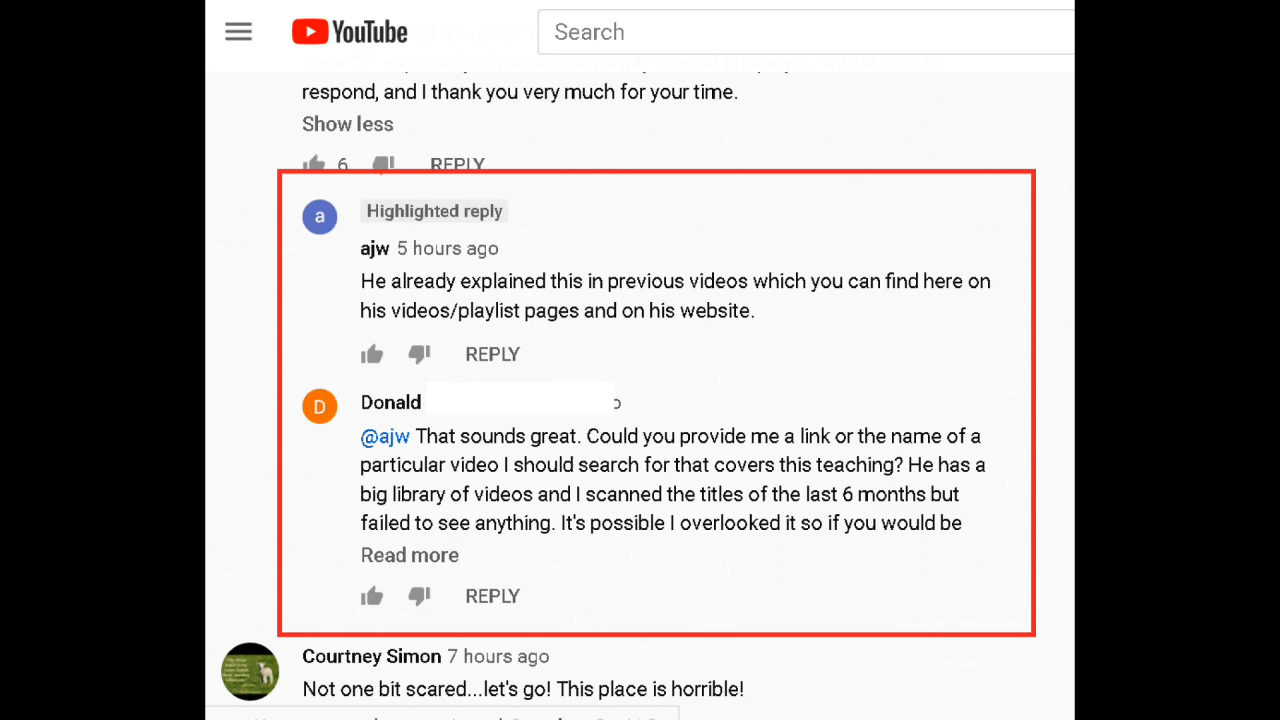 YouTube
Search
respond, and I thank you very much for your time.
Show less
6 REPLY
a
Highlighted reply
ajw 5 hours ago
He already explained this in previous videos which you can find here on
his videos/playlist pages and on his website.
REPLY
D
Donald
@ajw That sounds great. Could you provide me a link or the name of a
particular video I should search for that covers this teaching? He has a
big library of videos and I scanned the titles of the last 6 months but
failed to see anything. It's possible I overlooked it so if you would be
Read more
REPLY
Courtney Simon 7 hours ago
Not one bit scared...let's go! This place is horrible!